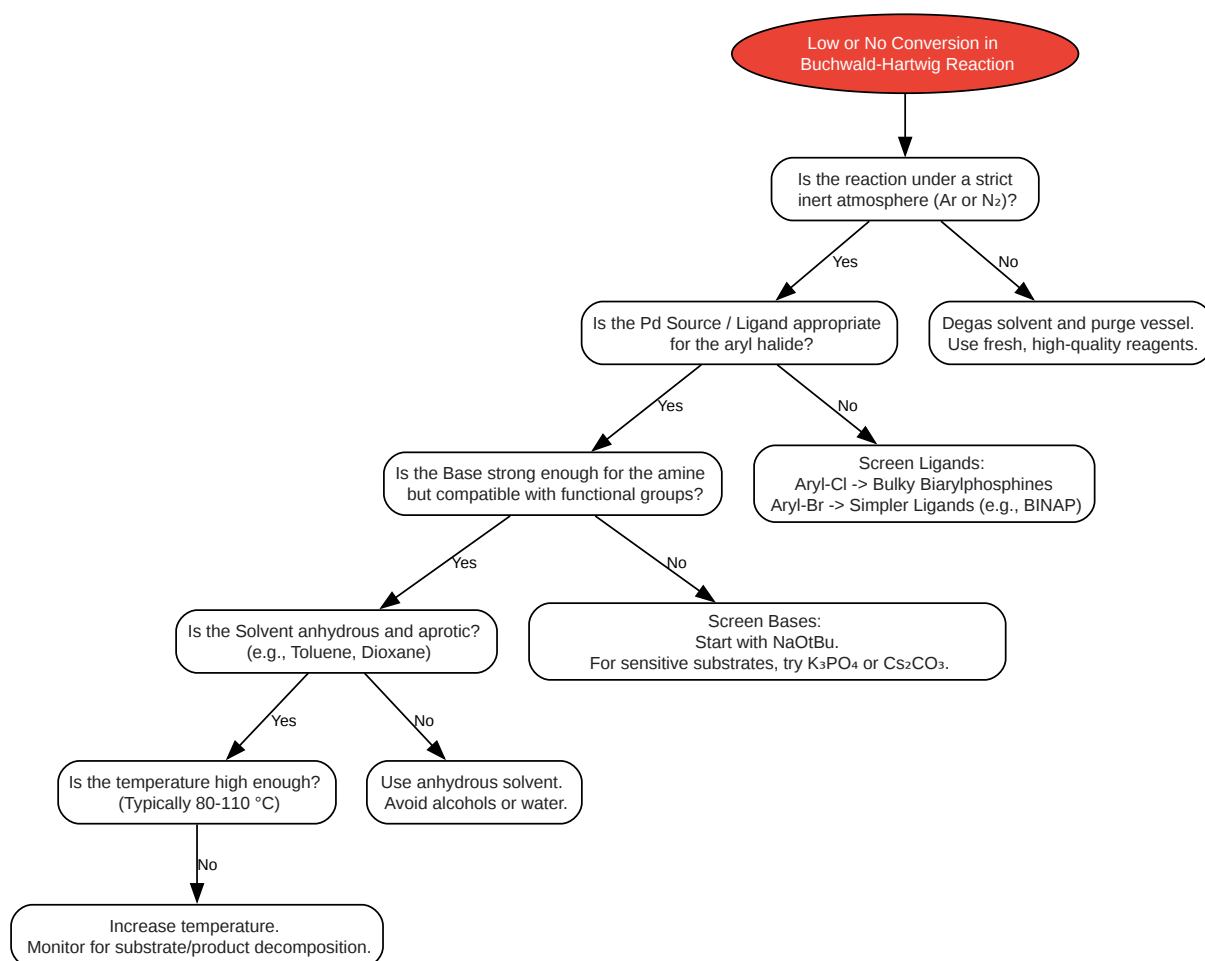 Low or No Conversion in
Buchwald-Hartwig Reaction
Is the reaction under a strict
inert atmosphere (Ar or N₂)?
Yes
No
Is the Pd Source / Ligand appropriate
for the aryl halide?
Degas solvent and purge vessel.
Use fresh, high-quality reagents.
Yes
No
Is the Base strong enough for the amine
but compatible with functional groups?
Screen Ligands:
Aryl-Cl -> Bulky Biarylphosphines
Aryl-Br -> Simpler Ligands (e.g., BINAP)
Yes
No
Is the Solvent anhydrous and aprotic?
(e.g., Toluene, Dioxane)
Screen Bases:
Start with NaOtBu.
For sensitive substrates, try K₃PO₄ or Cs₂CO₃.
Yes
No
Is the temperature high enough?
(Typically 80-110 °C)
Use anhydrous solvent.
Avoid alcohols or water.
No
Increase temperature.
Monitor for substrate/product decomposition.